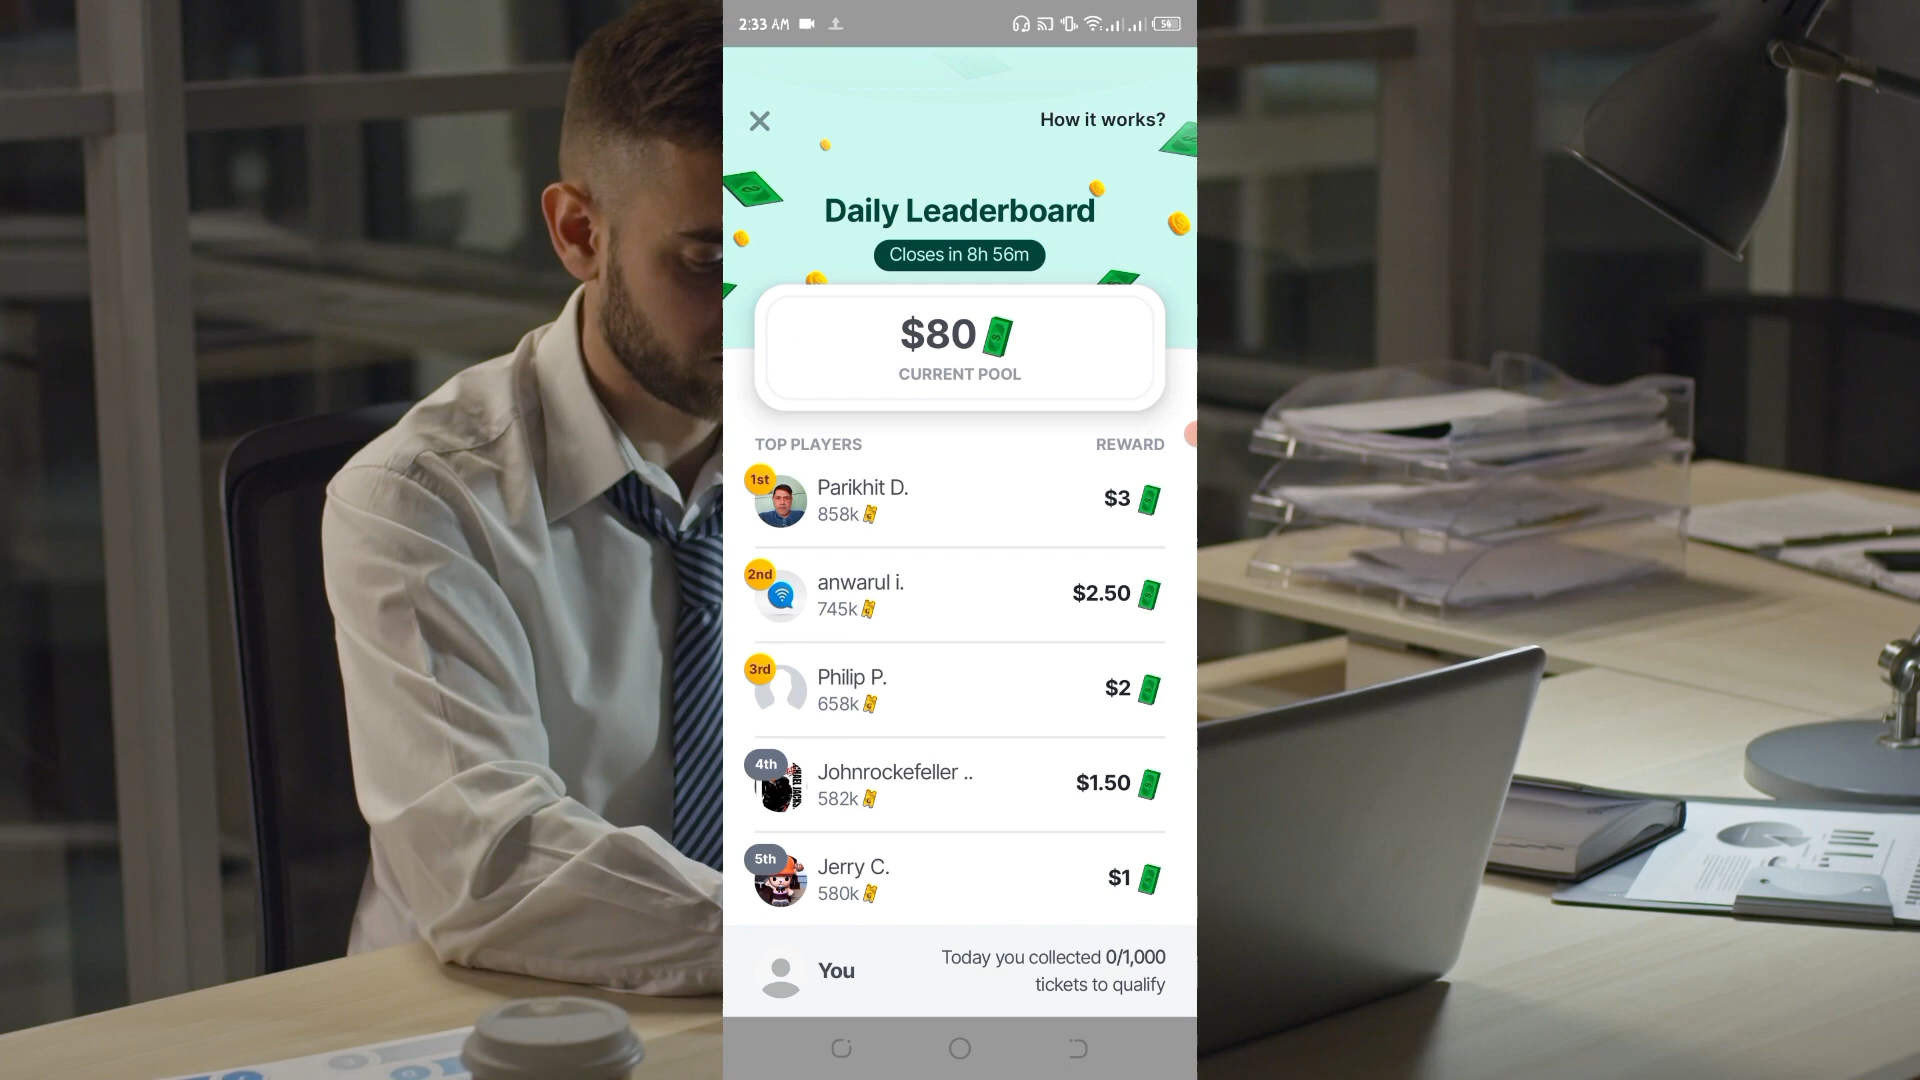 2:33 AM
54
How it works?
Daily Leaderboard
Closes in 8h 56m
$80
CURRENT POOL
TOP PLAYERS REWARD
1st
Parikhit D.
858k
$3
2nd
anwarul i.
745k
$2.50
3rd
Philip P.
658k
$2
4th
Johnrockefeller ..
582k
$1.50
5th
Jerry C.
580k
$1
You
Today you collected 0/1,000
tickets to qualify